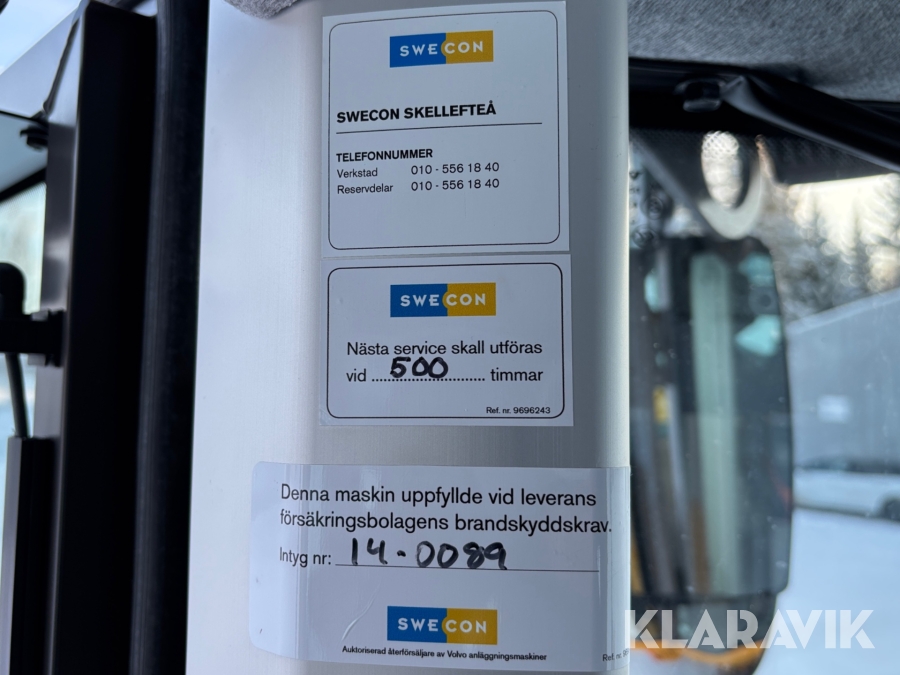 KLARAVIK
SWECON
SWECON SKELLEFTEÅ
TELEFONNUMMER
Verkstad 010 - 556 18 40
Reservdelar 010 - 556 18 40
SWECON
Nästa service skall utföras
vid ...500... timmar
Ref. nr. 9696243
Denna maskin uppfyllde vid leverans
försäkringsbolagens brandskyddskrav.
Intyg nr: 14-0089
SWECON
Auktoriserad återförsäljare av Volvo anläggningsmaskiner
KLARAVIK